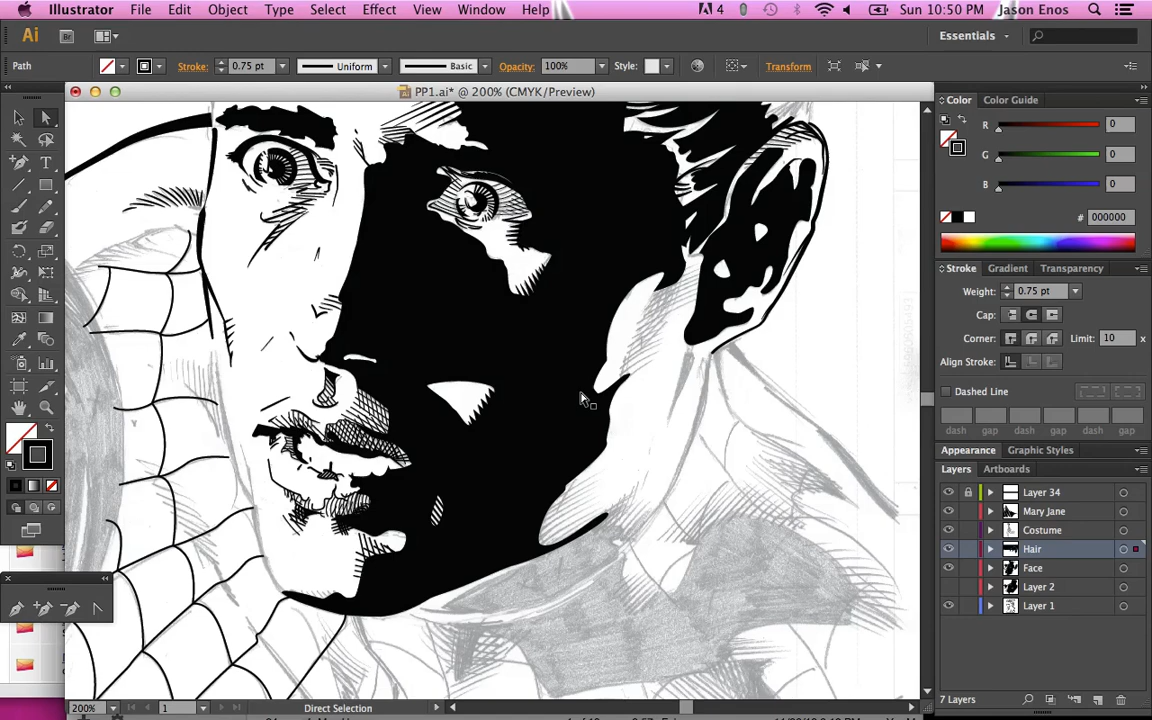 Illustrator File Edit Object Type Select Effect View Window Help 4 Sun 10:50 PM Jason Enos
Ai Br Essentials
Path Stroke: 0.75 pt Uniform Basic Opacity: 100% Style: Transform
PP1.ai* @ 200% (CMYK/Preview)
Color Color Guide
R 0
G 0
B 0
# 000000
Stroke Gradient Transparency
Weight: 0.75 pt
Cap:
Corner: Limit: 10 x
Align Stroke:
Dashed Line
dash gap dash gap dash gap
Appearance Graphic Styles
Layers Artboards
Layer 34
Mary Jane
Costume
Hair
Face
Layer 2
Layer 1
7 Layers
200% 1 Direct Selection